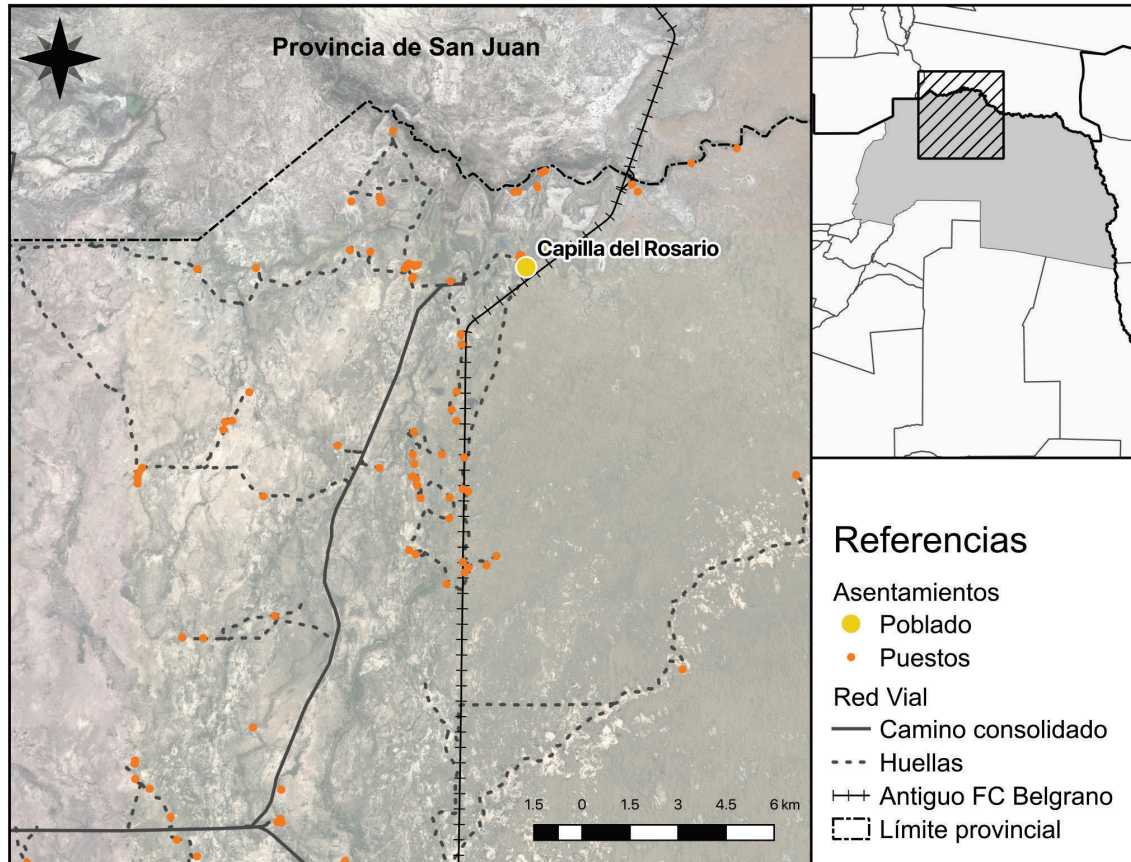 Provincia de San Juan
Capilla del Rosario
1.5 0 1.5 3 4.5 6 km
Referencias
Asentamientos
Poblado
Puestos
Red Vial
Camino consolidado
Huellas
Antiguo FC Belgrano
Límite provincial